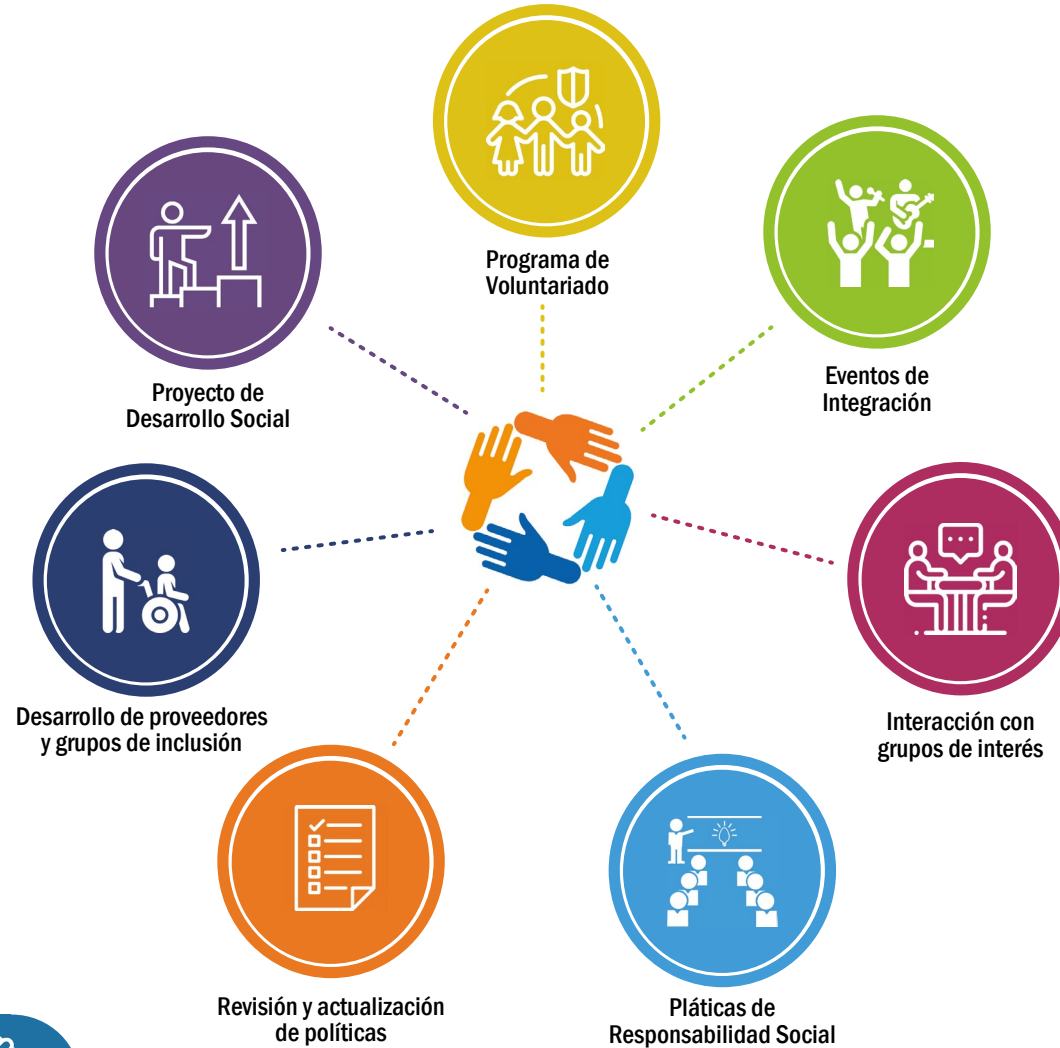 Programa de
Voluntariado
Eventos de
Integración
Proyecto de
Desarrollo Social
Interacción con
grupos de interés
Desarrollo de proveedores
y grupos de inclusión
Pláticas de
Responsabilidad Social
Revisión y actualización
de políticas